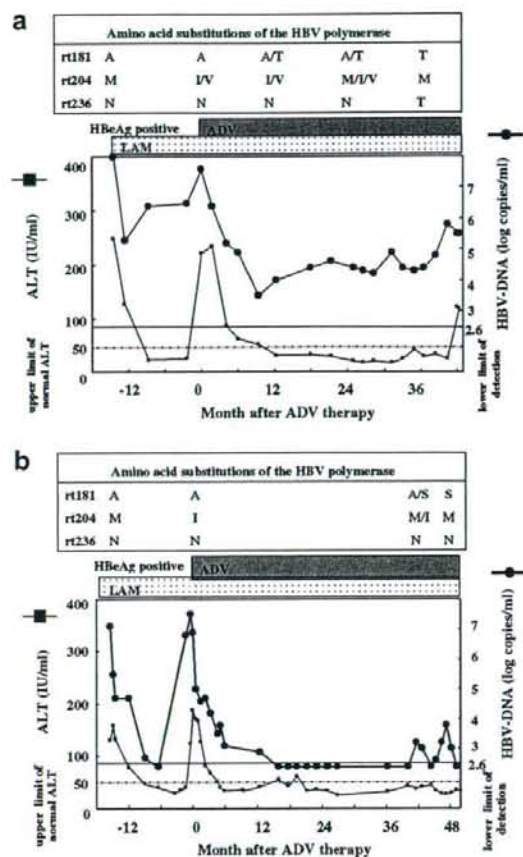 a
Amino acid substitutions of the HBV polymerase
rt181 A A A/T A/T T
rt204 M I/V I/V M/I/V M
rt236 N N N N T
HBeAg positive ADV
LAM
ALT (IU/ml)
upper limit of normal ALT
400
300
200
100
50
0
7
6
5
4
3
2.6
HBV-DNA (log copies/ml)
lower limit of detection
-12 0 12 24 36
Month after ADV therapy
b
Amino acid substitutions of the HBV polymerase
rt181 A A A/S S
rt204 M I M/I M
rt236 N N N N
HBeAg positive ADV
LAM
ALT (IU/ml)
upper limit of normal ALT
400
300
200
100
50
0
7
6
5
4
3
2.6
HBV-DNA (log copies/ml)
lower limit of detection
-12 0 12 24 36 48
Month after ADV therapy